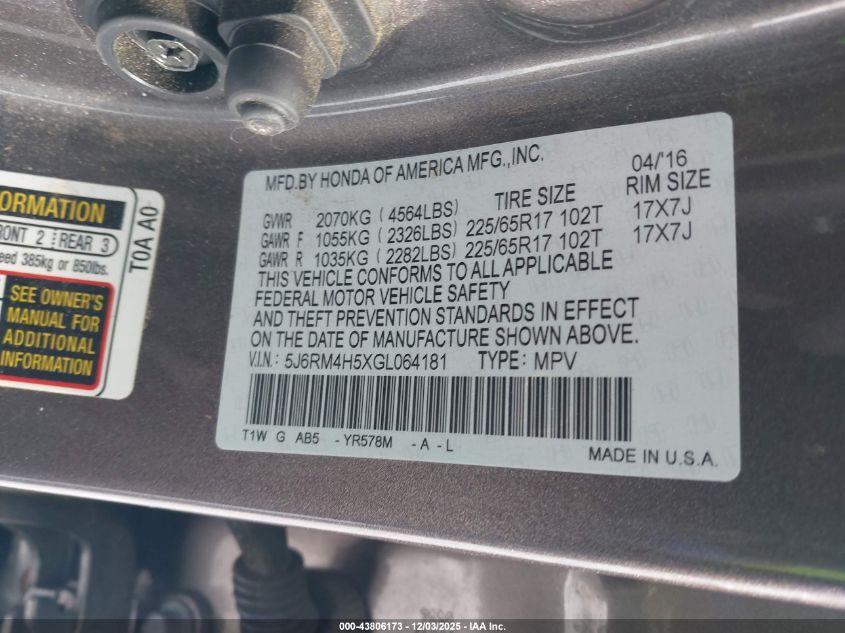 ORMATION
RONT 2 REAR 3
eed 385kg or 850lbs.
SEE OWNER'S
MANUAL FOR
ADDITIONAL
INFORMATION
T0A A0
MFD.BY HONDA OF AMERICA MFG.,INC. 04/'16
TIRE SIZE RIM SIZE
GVWR 2070KG (4564LBS)
GAWR F 1055KG (2326LBS) 225/65R17 102T 17X7J
GAWR R 1035KG (2282LBS) 225/65R17 102T 17X7J
THIS VEHICLE CONFORMS TO ALL APPLICABLE
FEDERAL MOTOR VEHICLE SAFETY
AND THEFT PREVENTION STANDARDS IN EFFECT
ON THE DATE OF MANUFACTURE SHOWN ABOVE.
V.I.N.: 5J6RM4H5XGL064181 TYPE: MPV
T1W G AB5 - YR578M - A - L
MADE IN U.S.A.
000-43806173 - 12/03/2025 - IAA Inc.